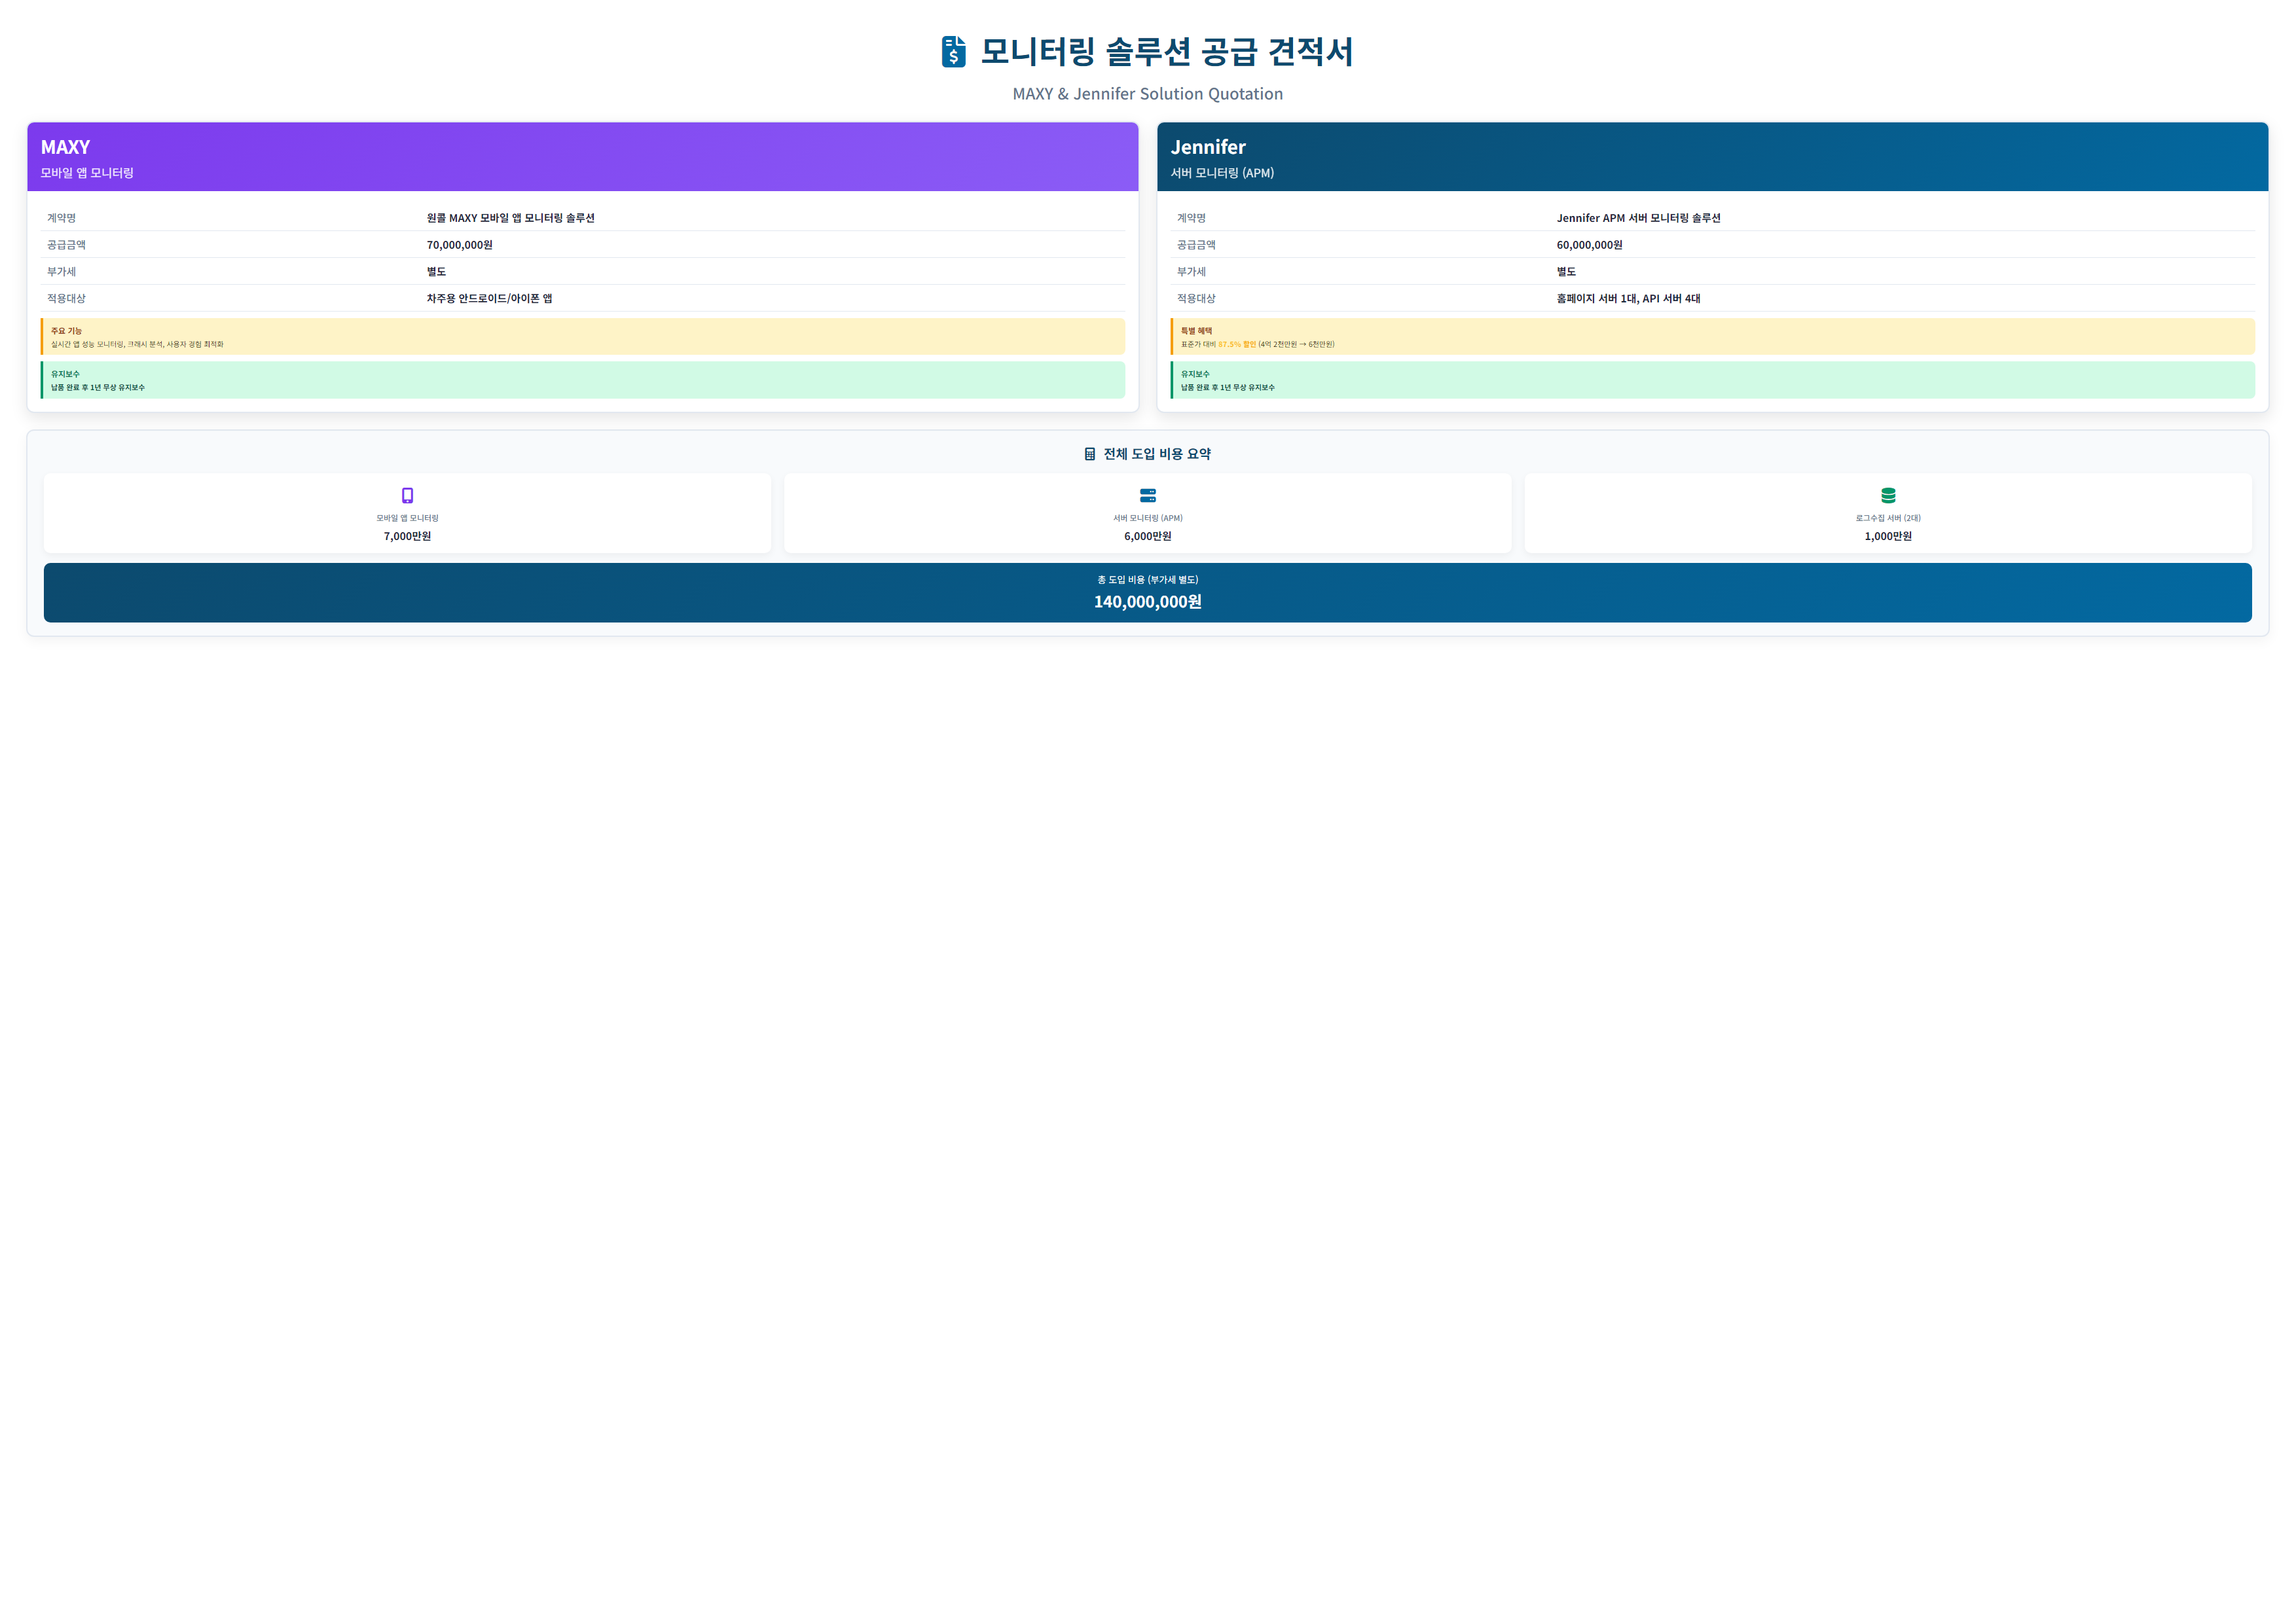 모니터링 솔루션 공급 견적서
MAXY & Jennifer Solution Quotation
MAXY
모바일 앱 모니터링
계약명 원콜 MAXY 모바일 앱 모니터링 솔루션
공급금액 70,000,000원
부가세 별도
적용대상 차주용 안드로이드/아이폰 앱
주요 기능
실시간 앱 성능 모니터링, 크래시 분석, 사용자 경험 최적화
유지보수
납품 완료 후 1년 무상 유지보수
Jennifer
서버 모니터링 (APM)
계약명 Jennifer APM 서버 모니터링 솔루션
공급금액 60,000,000원
부가세 별도
적용대상 홈페이지 서버 1대, API 서버 4대
특별 혜택
표준가 대비 87.5% 할인 (4억 2천만원 → 6천만원)
유지보수
납품 완료 후 1년 무상 유지보수
전체 도입 비용 요약
모바일 앱 모니터링
7,000만원
서버 모니터링 (APM)
6,000만원
로그수집 서버 (2대)
1,000만원
총 도입 비용 (부가세 별도)
140,000,000원